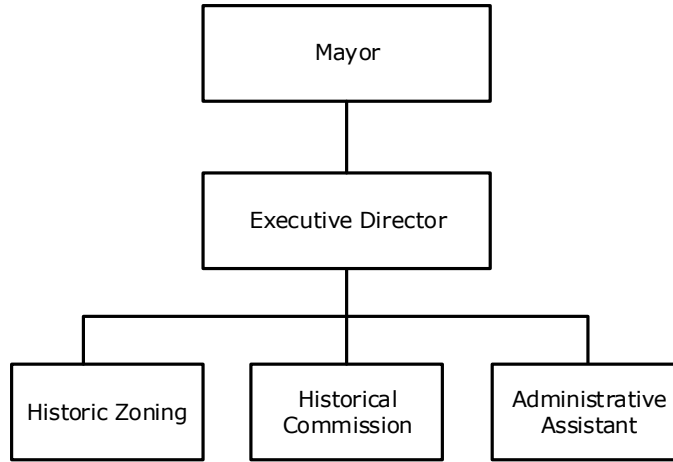 Mayor
Executive Director
Historic Zoning
Historical
Commission
Administrative
Assistant